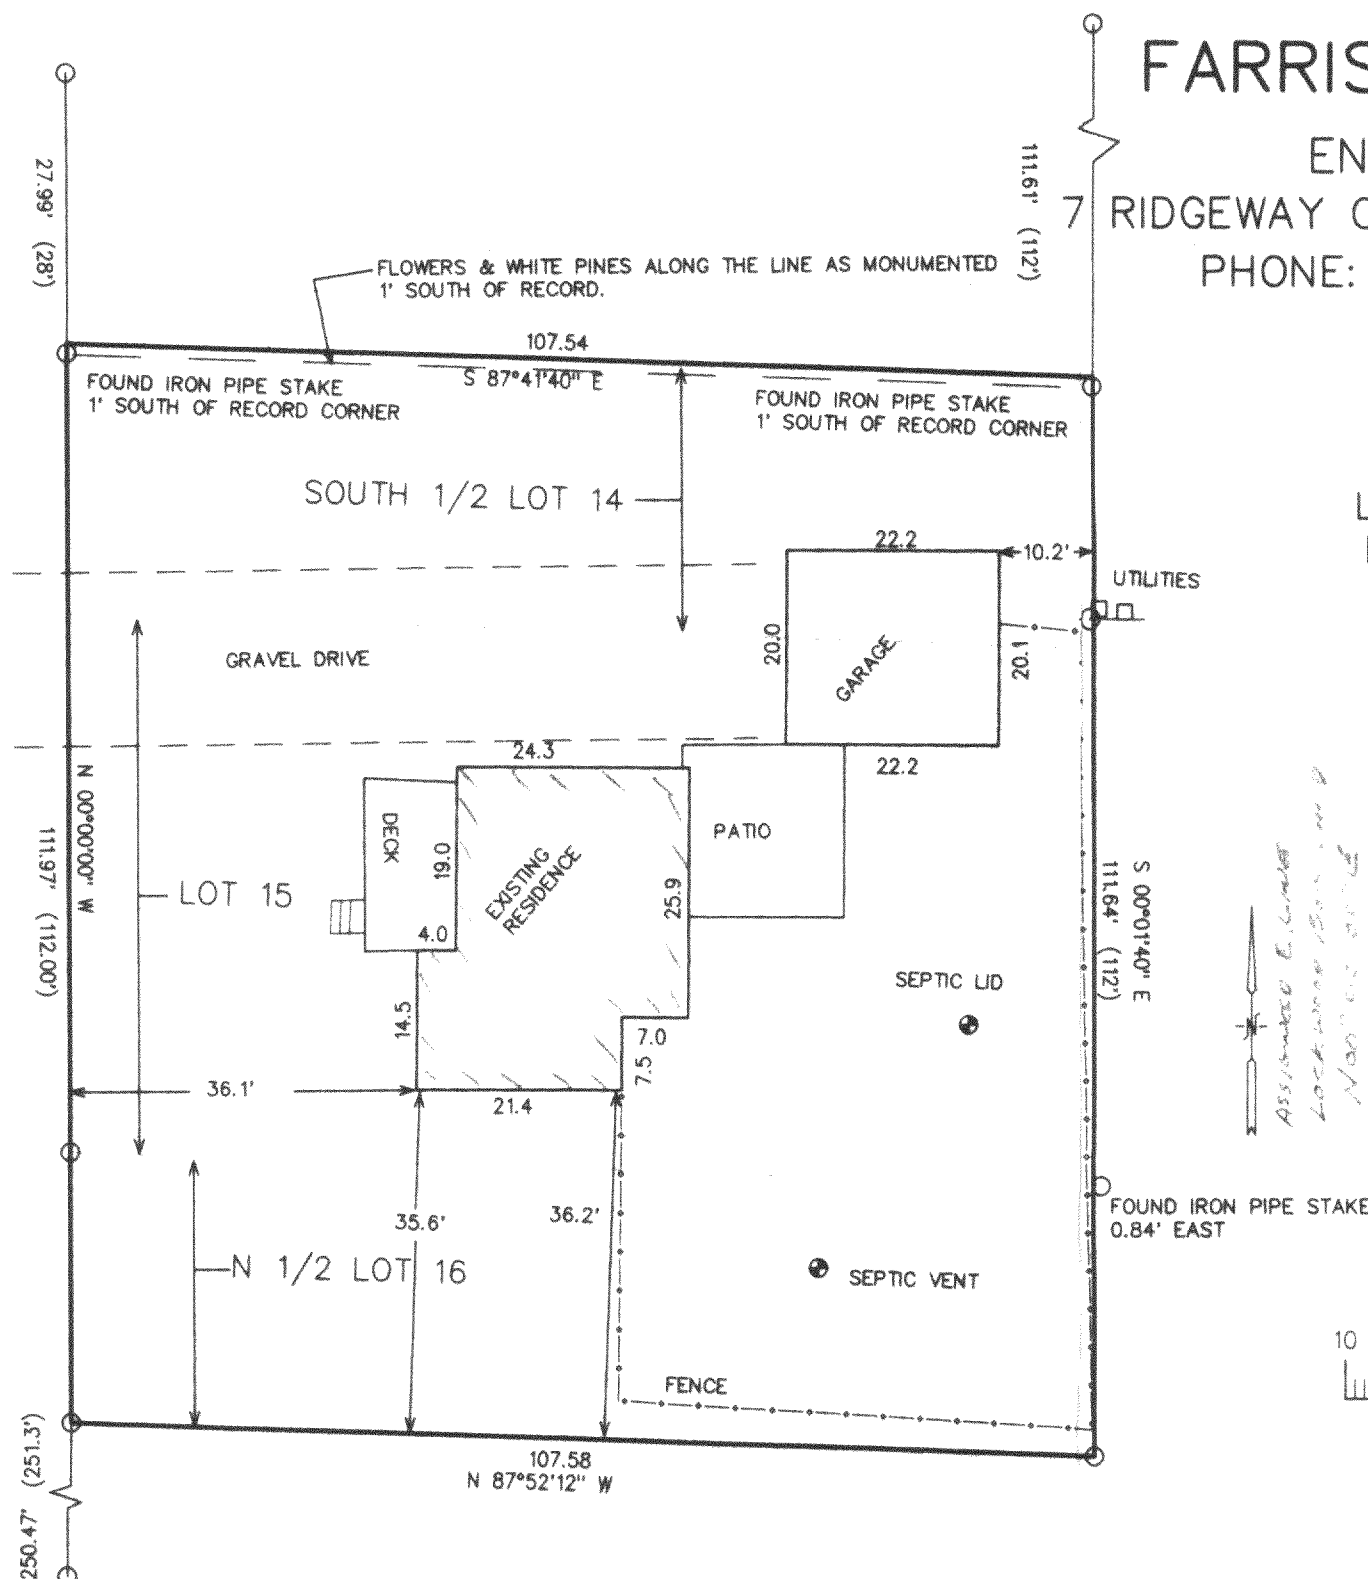 FARRIS
EN
7 RIDGEWAY C
PHONE:
27.99' (28')
111.61' (112')
FLOWERS & WHITE PINES ALONG THE LINE AS MONUMENTED
1' SOUTH OF RECORD.
107.54
S 87°41'40" E
FOUND IRON PIPE STAKE
1' SOUTH OF RECORD CORNER
FOUND IRON PIPE STAKE
1' SOUTH OF RECORD CORNER
SOUTH 1/2 LOT 14
22.2
10.2'
UTILITIES
20.0
GARAGE
20.1
GRAVEL DRIVE
24.3
22.2
N 00°00'00" W
111.97' (112.00')
DECK
19.0
EXISTING
RESIDENCE
25.9
PATIO
LOT 15
4.0
S 00°01'40" E
111.64' (112')
SEPTIC LID
14.5
7.0
7.5
36.1'
21.4
35.6'
36.2'
FOUND IRON PIPE STAKE
0.84' EAST
N 1/2 LOT 16
SEPTIC VENT
10
FENCE
107.58
N 87°52'12" W
250.47' (251.3')